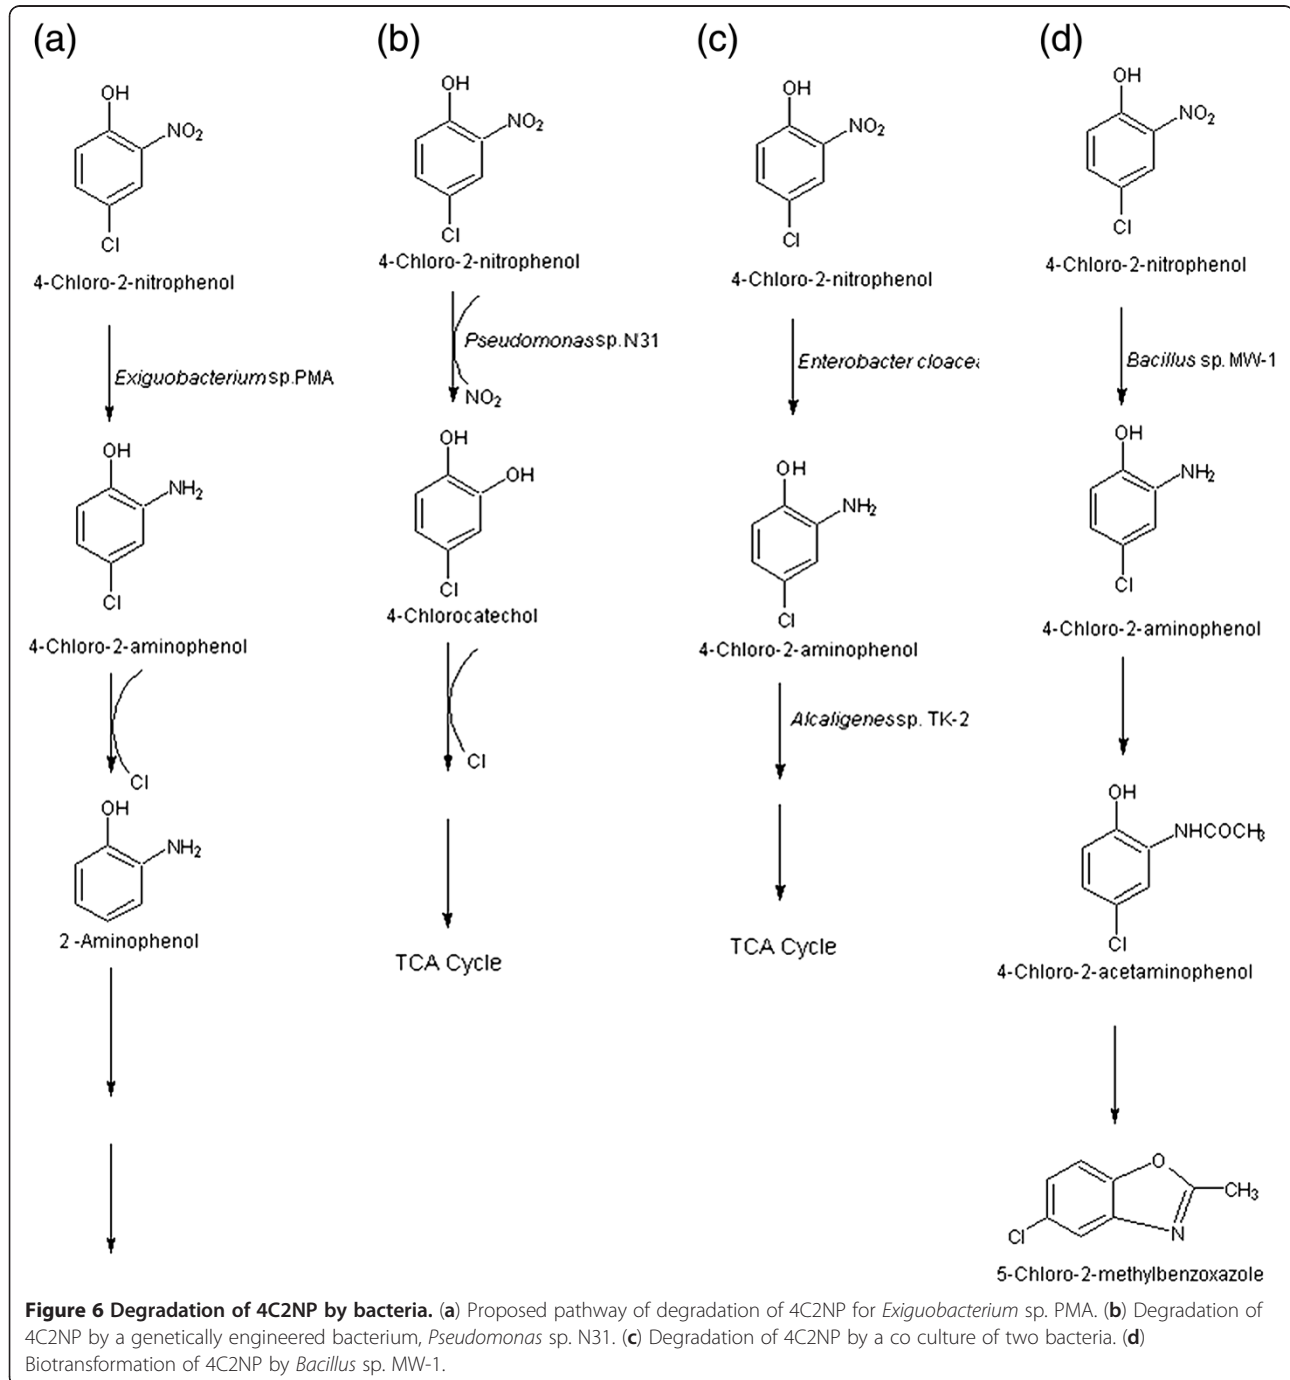 (a)
OH
NO2
Cl
4-Chloro-2-nitrophenol
Exiguobacterium sp. PMA
OH
NH2
Cl
4-Chloro-2-aminophenol
Cl
OH
NH2
2-Aminophenol
(b)
OH
NO2
Cl
4-Chloro-2-nitrophenol
Pseudomonas sp. N31
NO2
OH
OH
Cl
4-Chlorocatechol
Cl
TCA Cycle
(c)
OH
NO2
Cl
4-Chloro-2-nitrophenol
Enterobacter cloacea
OH
NH2
Cl
4-Chloro-2-aminophenol
Alcaligenes sp. TK-2
TCA Cycle
(d)
OH
NO2
Cl
4-Chloro-2-nitrophenol
Bacillus sp. MW-1
OH
NH2
Cl
4-Chloro-2-aminophenol
OH
NHCOCH3
Cl
4-Chloro-2-acetaminophenol
O
CH3
N
Cl
5-Chloro-2-methylbenzoxazole
Figure 6 Degradation of 4C2NP by bacteria. (a) Proposed pathway of degradation of 4C2NP for Exiguobacterium sp. PMA. (b) Degradation of
4C2NP by a genetically engineered bacterium, Pseudomonas sp. N31. (c) Degradation of 4C2NP by a co culture of two bacteria. (d)
Biotransformation of 4C2NP by Bacillus sp. MW-1.